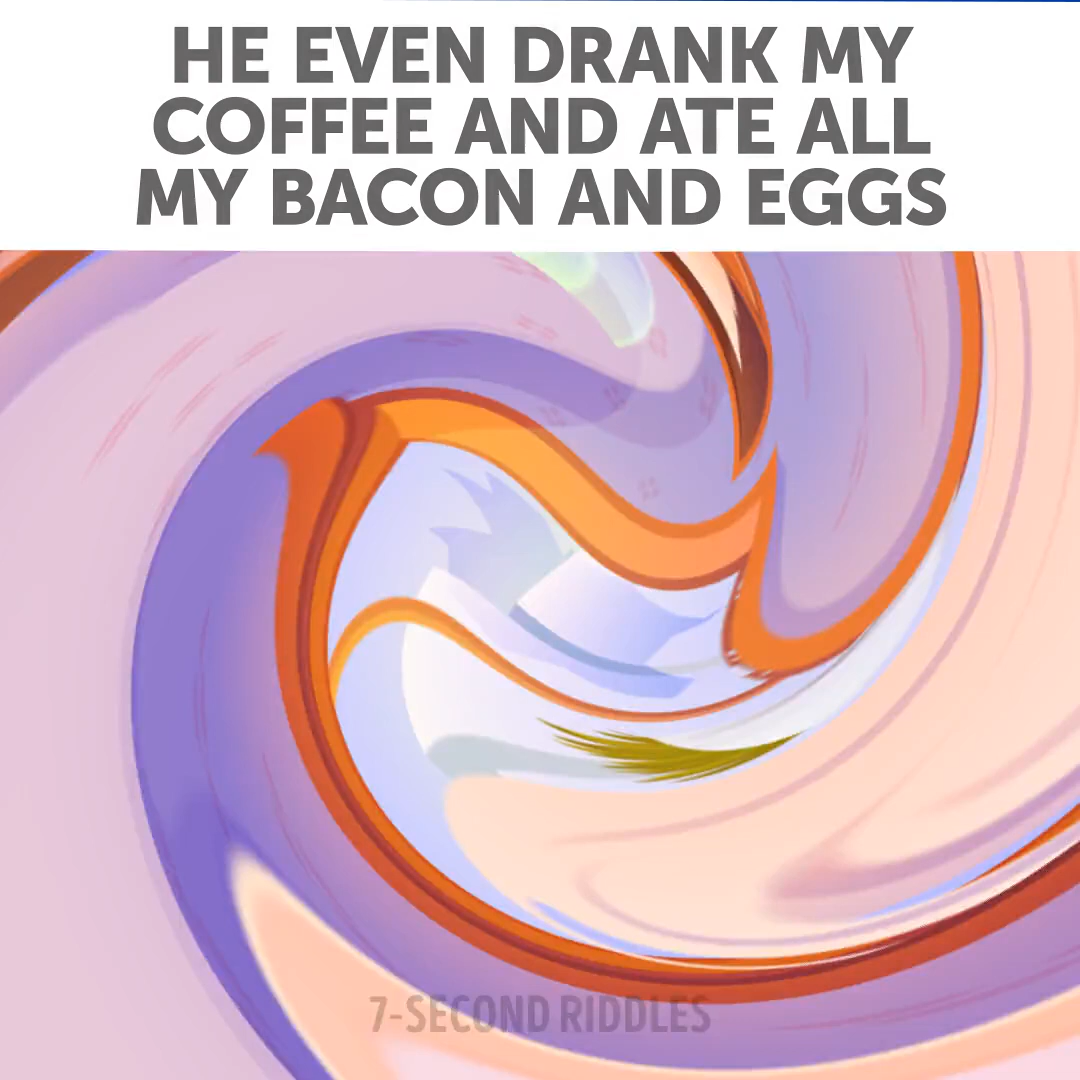 HE EVEN DRANK MY
COFFEE AND ATE ALL
MY BACON AND EGGS
7-SECOND RIDDLES